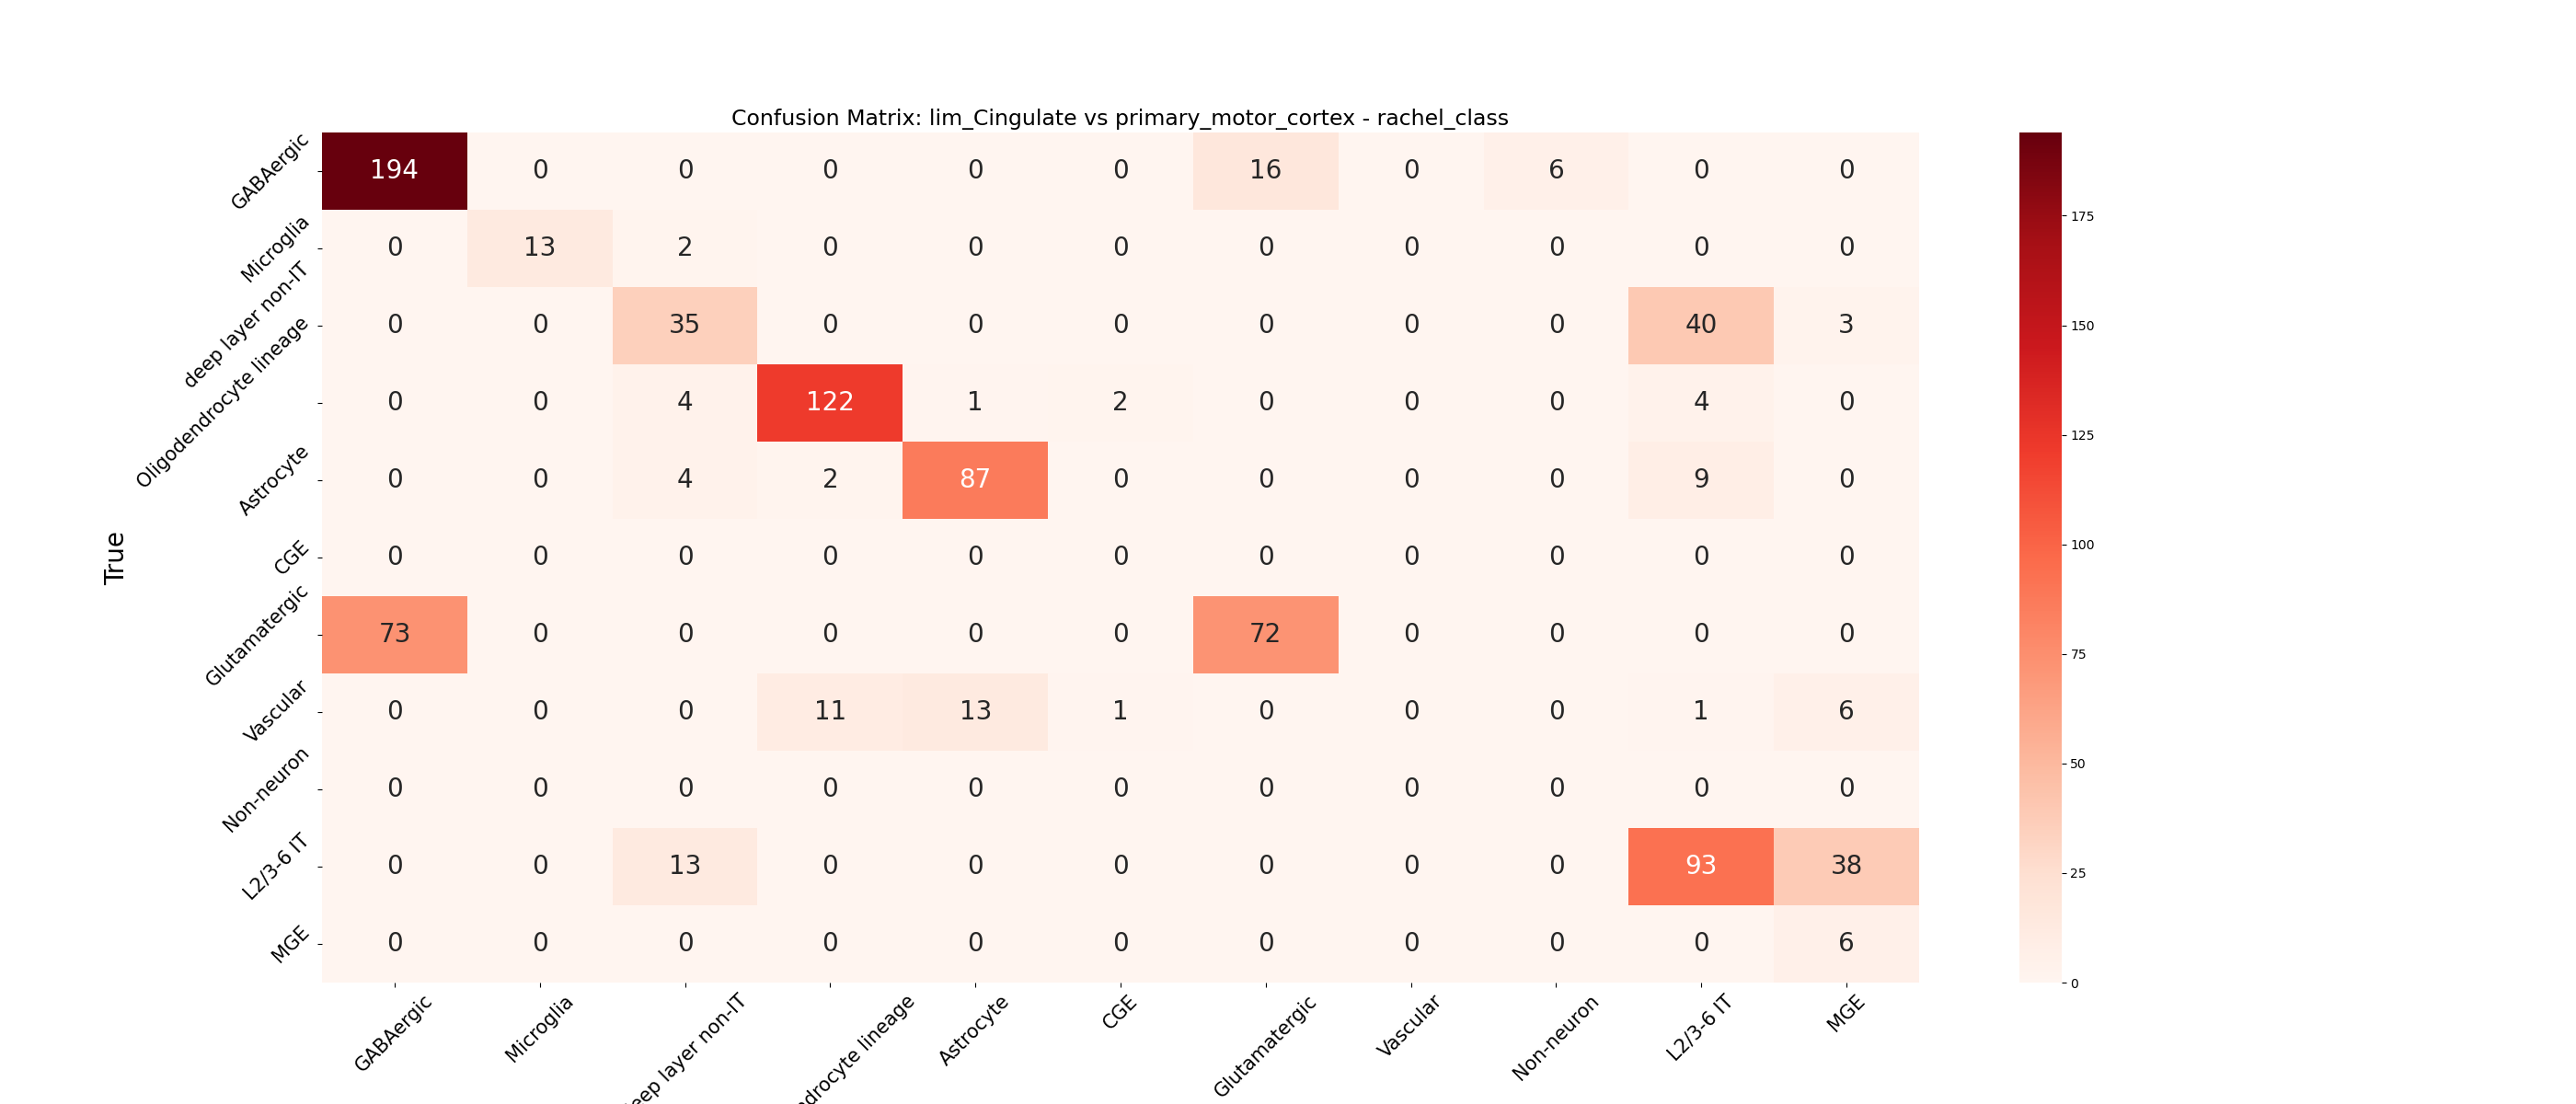 Confusion Matrix: lim_Cingulate vs primary_motor_cortex - rachel_class
True
GABAergic 194 0 0 0 0 0 16 0 6 0 0
Microglia 0 13 2 0 0 0 0 0 0 0 0
deep layer non-IT 0 0 35 0 0 0 0 0 0 40 3
Oligodendrocyte lineage 0 0 4 122 1 2 0 0 0 4 0
Astrocyte 0 0 4 2 87 0 0 0 0 9 0
CGE 0 0 0 0 0 0 0 0 0 0 0
Glutamatergic 73 0 0 0 0 0 72 0 0 0 0
Vascular 0 0 0 11 13 1 0 0 0 1 6
Non-neuron 0 0 0 0 0 0 0 0 0 0 0
L2/3-6 IT 0 0 13 0 0 0 0 0 0 93 38
MGE 0 0 0 0 0 0 0 0 0 0 6
GABAergic
Microglia
eep layer non-IT
ndrocyte lineage
Astrocyte
CGE
Glutamatergic
Vascular
Non-neuron
L2/3-6 IT
MGE
175
150
125
100
75
50
25
0